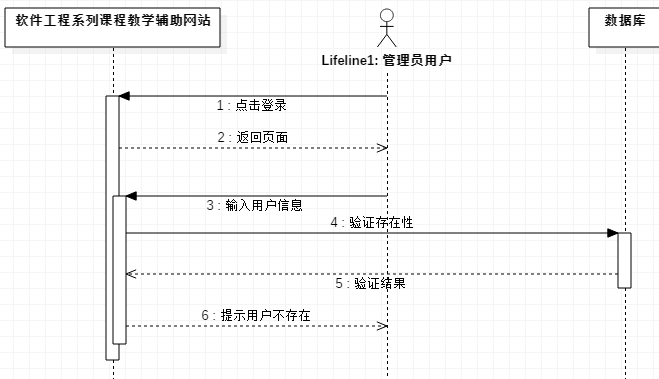 软件工程系列课程教学辅助网站
数据库
Lifeline1: 管理员用户
1 : 点击登录
2 : 返回页面
3 : 输入用户信息
4 : 验证存在性
5 : 验证结果
6 : 提示用户不存在